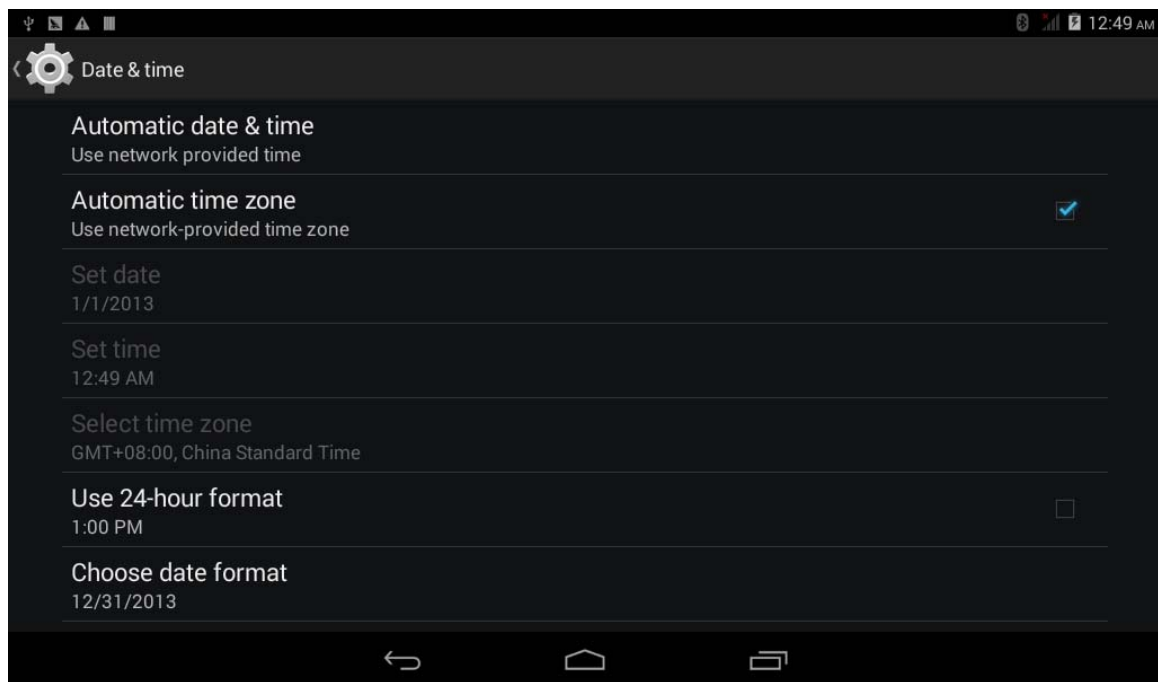 12:49 AM
Date & time
Automatic date & time
Use network provided time
Automatic time zone
Use network-provided time zone
Set date
1/1/2013
Set time
12:49 AM
Select time zone
GMT+08:00, China Standard Time
Use 24-hour format
1:00 PM
Choose date format
12/31/2013